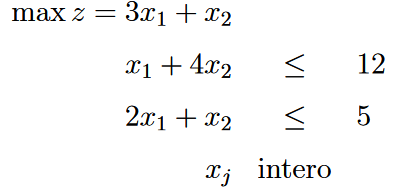 max z = 3x₁ + x₂
x₁ + 4x₂ ≤ 12
2x₁ + x₂ ≤ 5
xⱼ intero